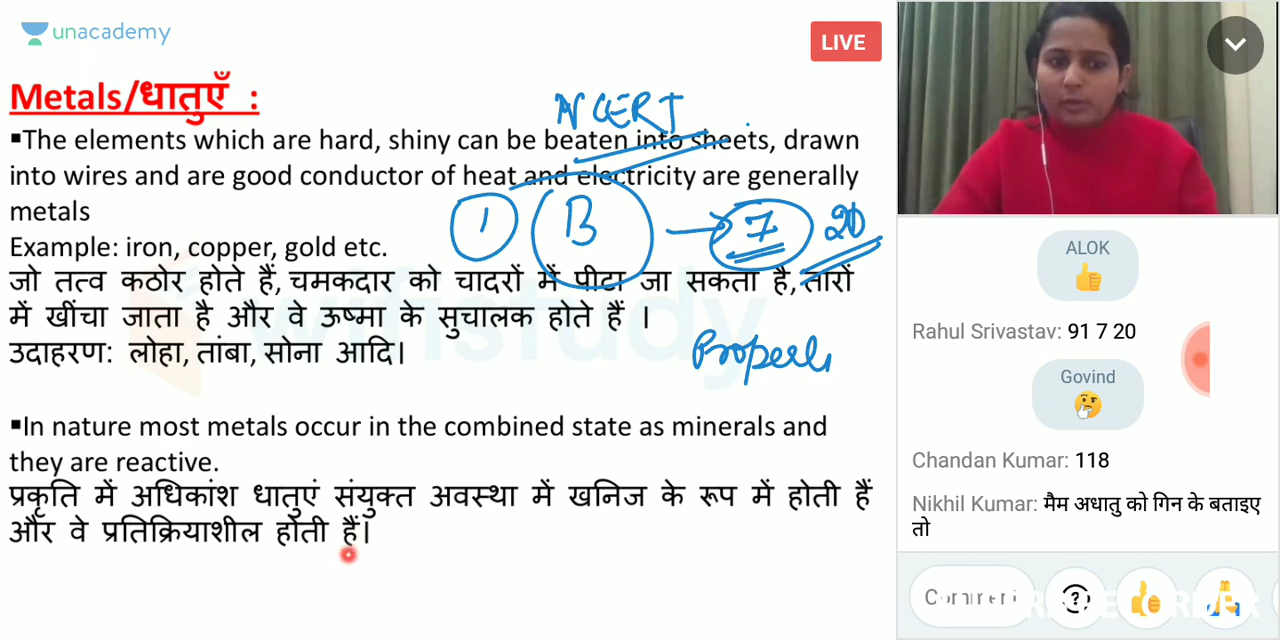 unacademy
LIVE
Metals/धातुएँ :
▪The elements which are hard, shiny can be beaten into sheets, drawn
into wires and are good conductor of heat and electricity are generally
metals
Example: iron, copper, gold etc.
जो तत्व कठोर होते हैं, चमकदार को चादरों में पीटा जा सकता है, तारों
में खींचा जाता है और वे ऊष्मा के सुचालक होते हैं ।
उदाहरण: लोहा, तांबा, सोना आदि।
▪In nature most metals occur in the combined state as minerals and
they are reactive.
प्रकृति में अधिकांश धातुएं संयुक्त अवस्था में खनिज के रूप में होती हैं
और वे प्रतिक्रियाशील होती हैं।
NCERT
1 B → 7 20
wifistudy
ALOK
Rahul Srivastav: 91 7 20
Govind
Chandan Kumar: 118
Nikhil Kumar: मैम अधातु को गिन के बताइए
तो
Comment